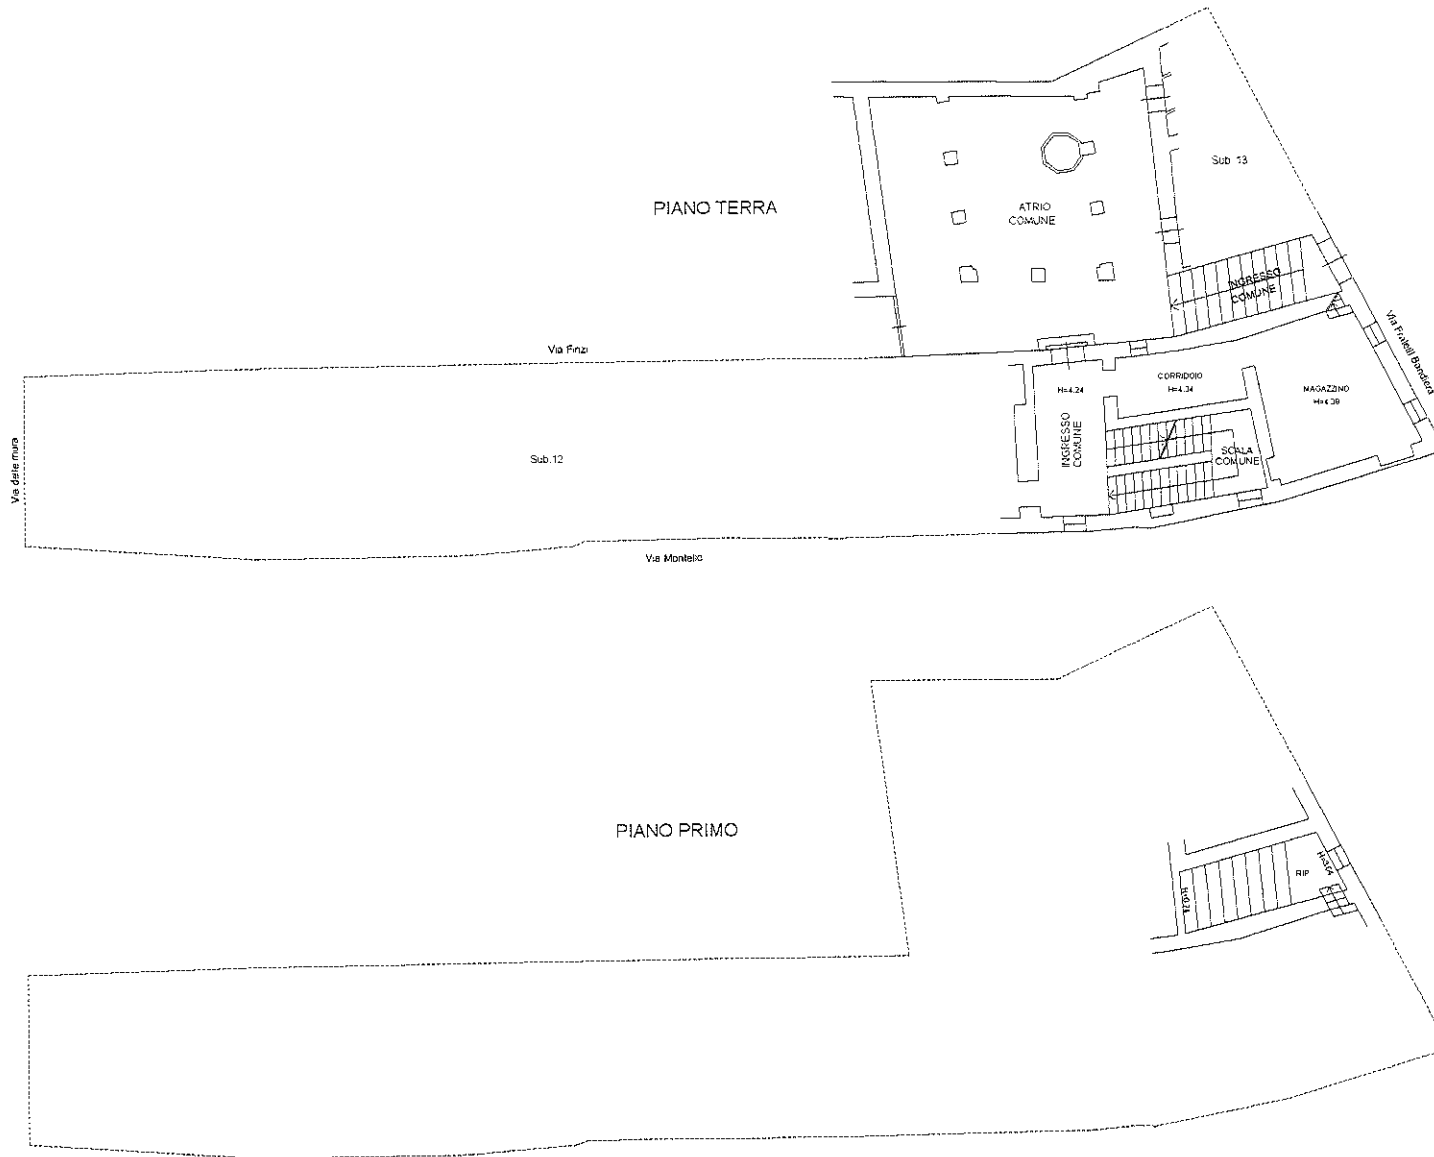 PIANO TERRA
Sub. 13
ATRIO
COMUNE
INGRESSO
COMUNE
Via Fratelli Bandiera
Via Finzi
CORRIDOIO
H=4.24
H=4.34
MAGAZZINO
INGRESSO
COMUNE
SCALA
COMUNE
Via delle mura
Sub.12
Via Montello
PIANO PRIMO
RIP